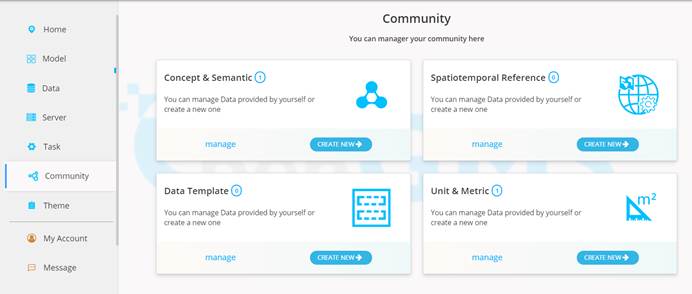 Home
Model
Data
Server
Task
Community
Theme
My Account
Message
Community
You can manager your community here
Concept & Semantic 1
You can manage Data provided by yourself or
create a new one
manage CREATE NEW
Spatiotemporal Reference 0
You can manage Data provided by yourself or
create a new one
manage CREATE NEW
Data Template 0
You can manage Data provided by yourself or
create a new one
manage CREATE NEW
Unit & Metric 1
m²
You can manage Data provided by yourself or
create a new one
manage CREATE NEW